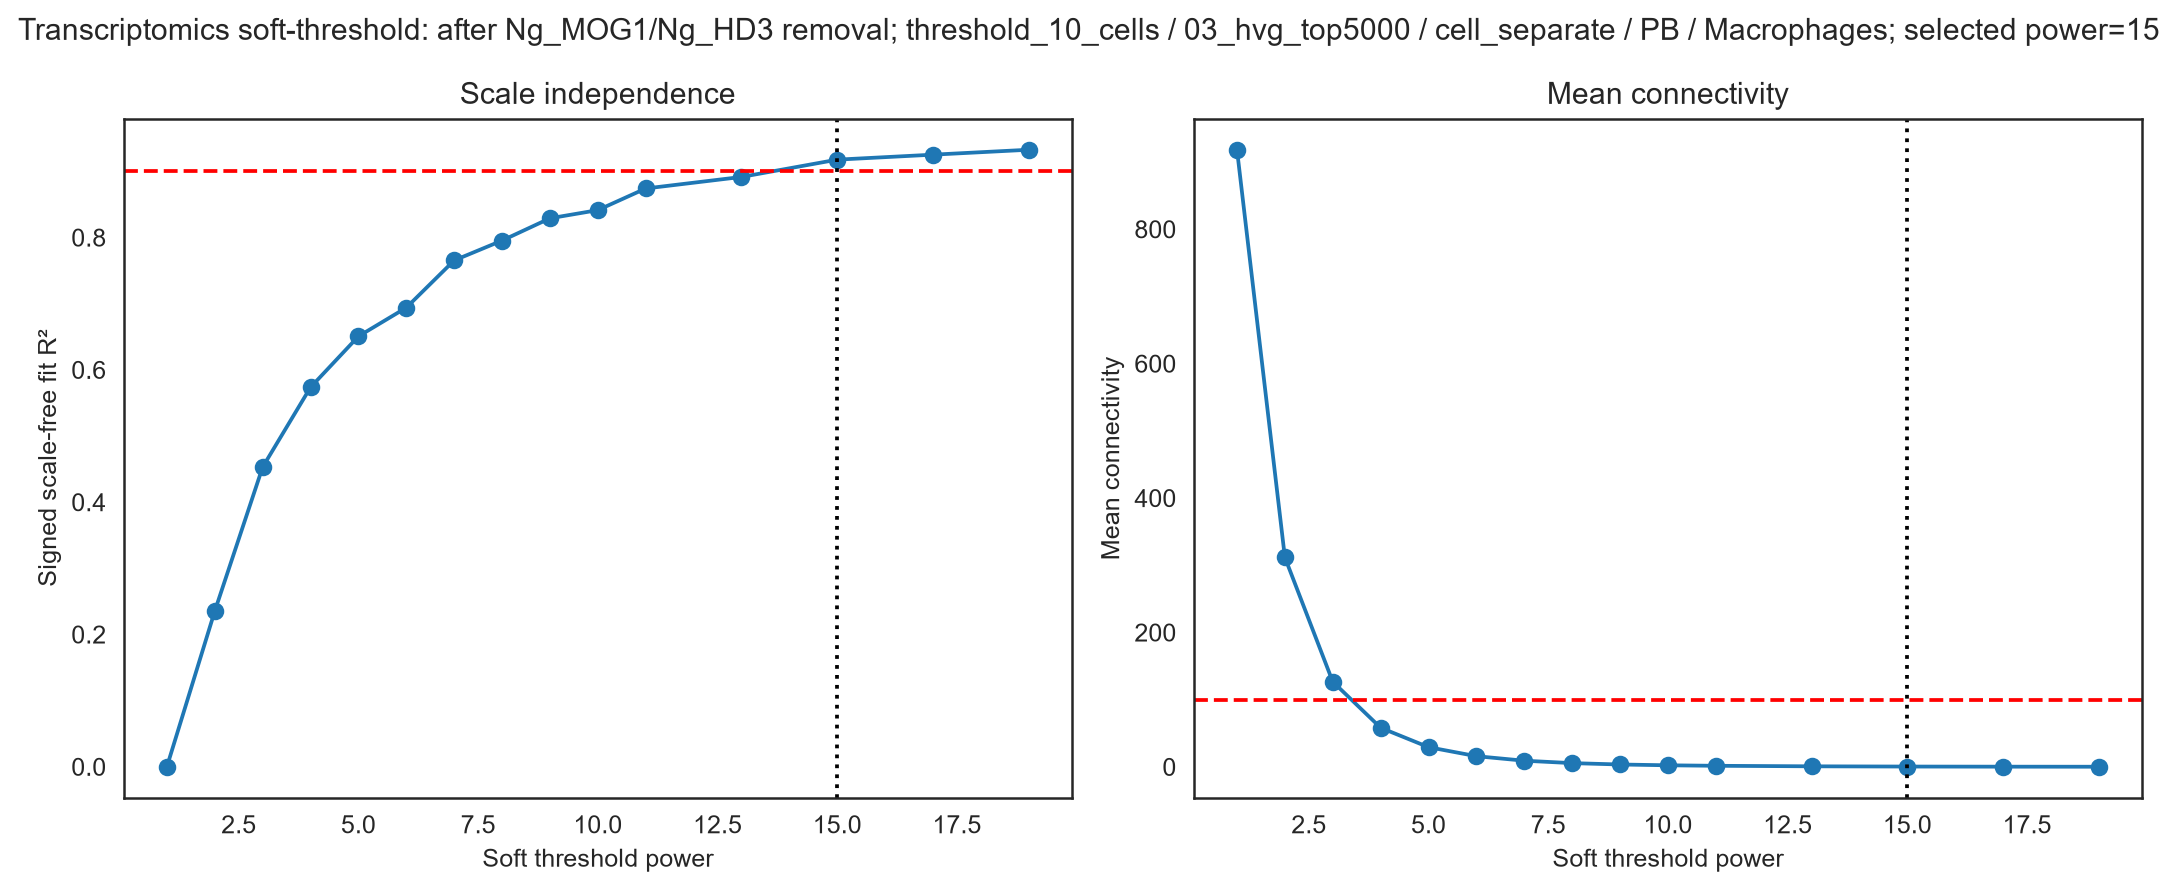 Transcriptomics soft-threshold: after Ng_MOG1/Ng_HD3 removal; threshold_10_cells / 03_hvg_top5000 / cell_separate / PB / Macrophages; selected power=15
Scale independence
Signed scale-free fit R²
0.8
0.6
0.4
0.2
0.0
2.5 5.0 7.5 10.0 12.5 15.0 17.5
Soft threshold power
Mean connectivity
Mean connectivity
800
600
400
200
0
2.5 5.0 7.5 10.0 12.5 15.0 17.5
Soft threshold power